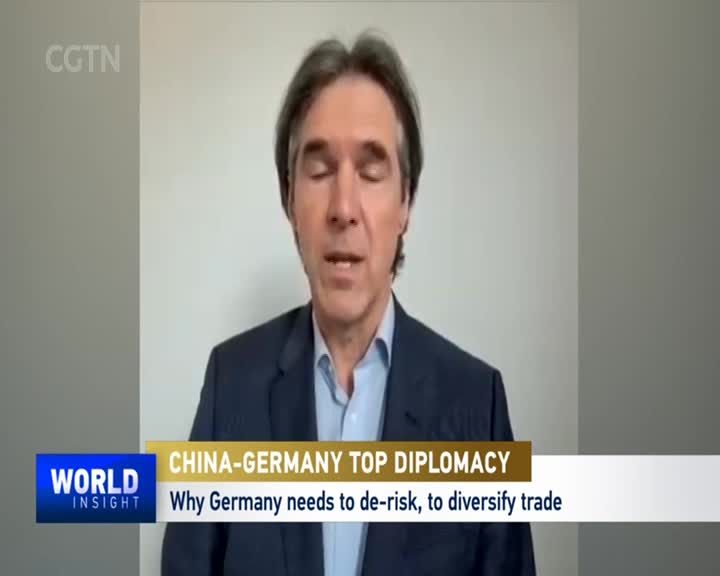 CGTN
CHINA-GERMANY TOP DIPLOMACY
WORLD
INSIGHT
Why Germany needs to de-risk, to diversify trade